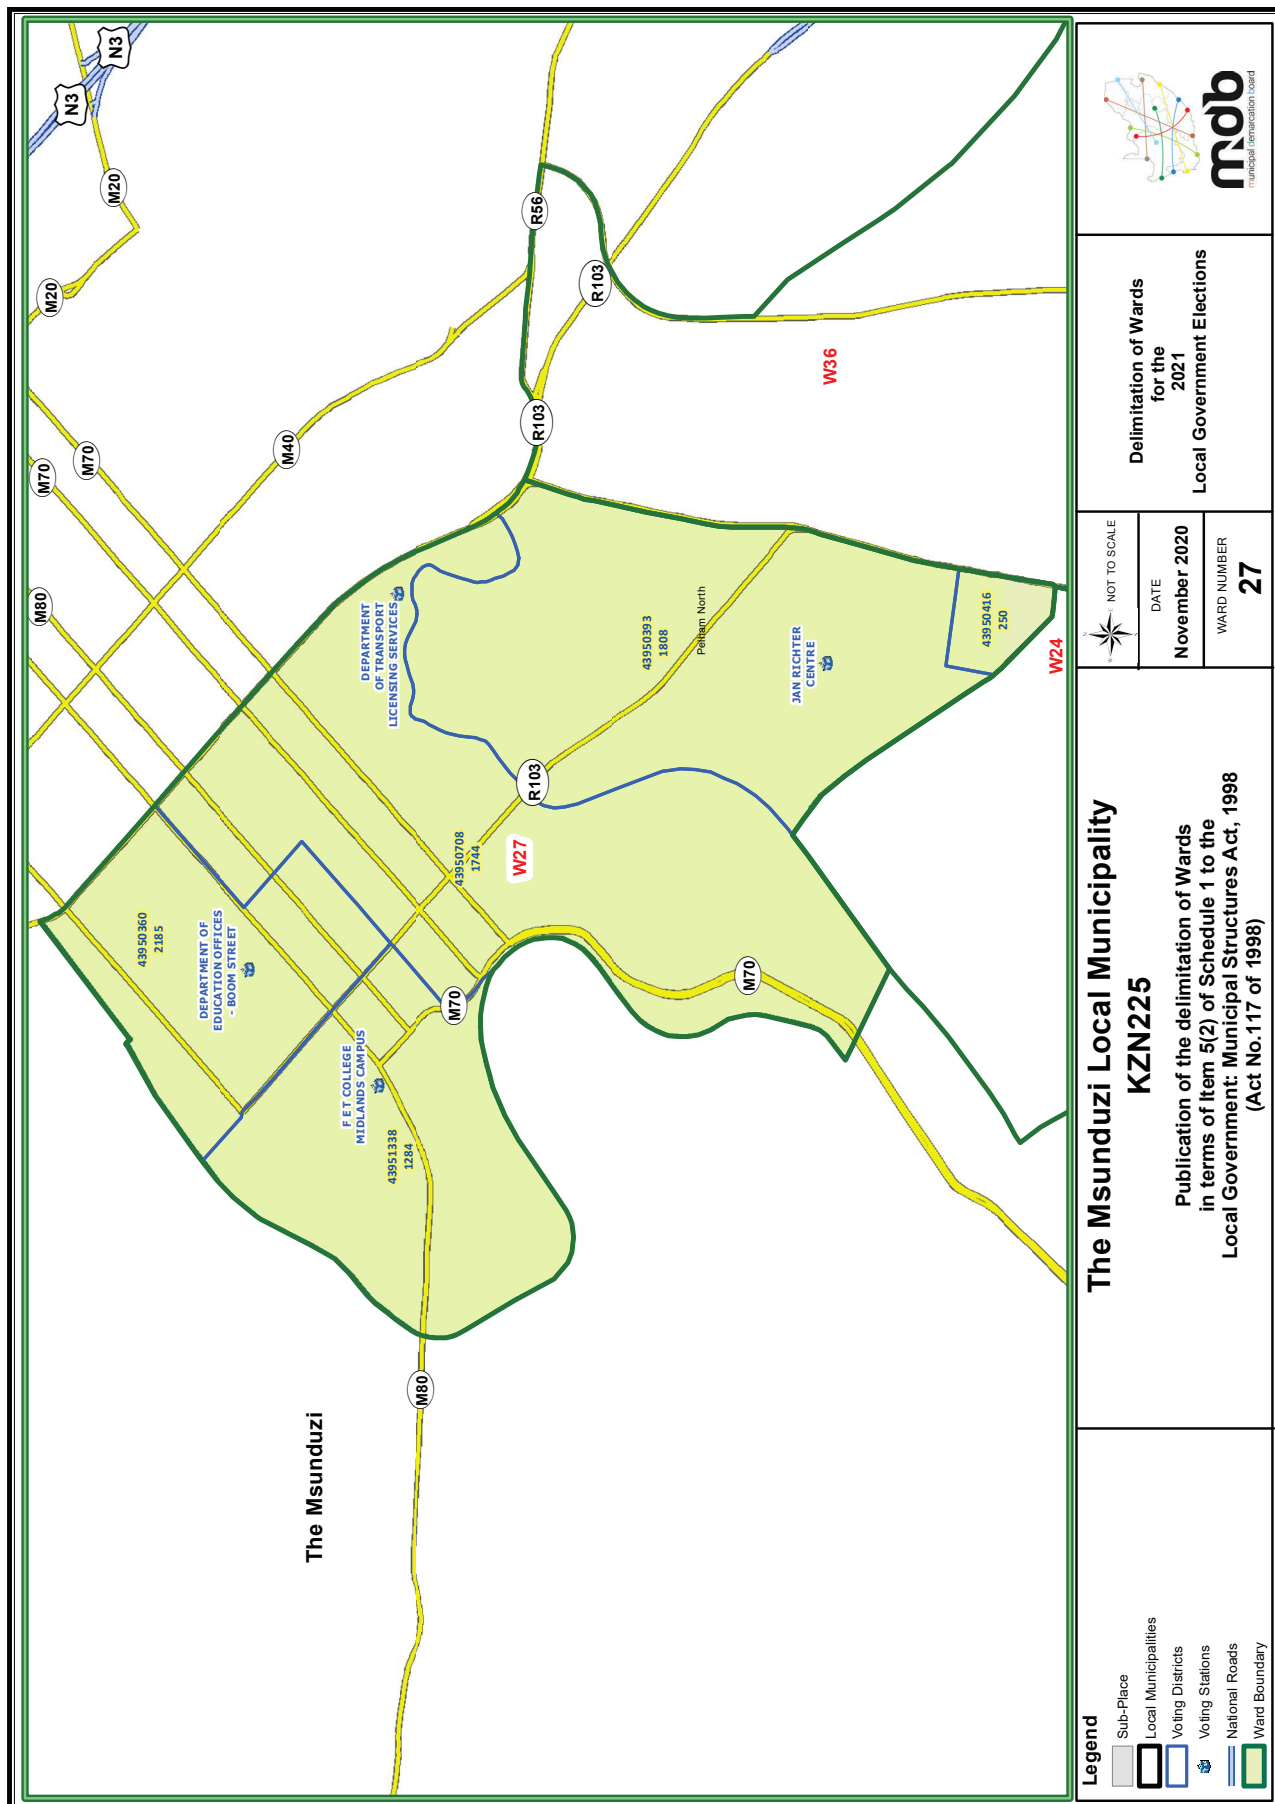 N3
N3
M20
M20
M70
M70
M80
M40
R56
R103
R103
W36
DEPARTMENT
OF TRANSPORT
LICENSING SERVICES
43950393
1808
Pelham North
JAN RICHTER
CENTRE
43950416
250
W24
R103
43950708
1744
W27
43950360
2185
DEPARTMENT OF
EDUCATION OFFICES
- BOOM STREET
M70
M70
F E T COLLEGE
MIDLANDS CAMPUS
43951338
1284
M80
The Msunduzi
Legend
Sub-Place
Local Municipalities
Voting Districts
Voting Stations
National Roads
Ward Boundary
The Msunduzi Local Municipality
KZN225
Publication of the delimitation of Wards
in terms of Item 5(2) of Schedule 1 to the
Local Government: Municipal Structures Act, 1998
(Act No.117 of 1998)
N
W
E
S
NOT TO SCALE
DATE
November 2020
WARD NUMBER
27
Delimitation of Wards
for the
2021
Local Government Elections
mdb
municipal demarcation board